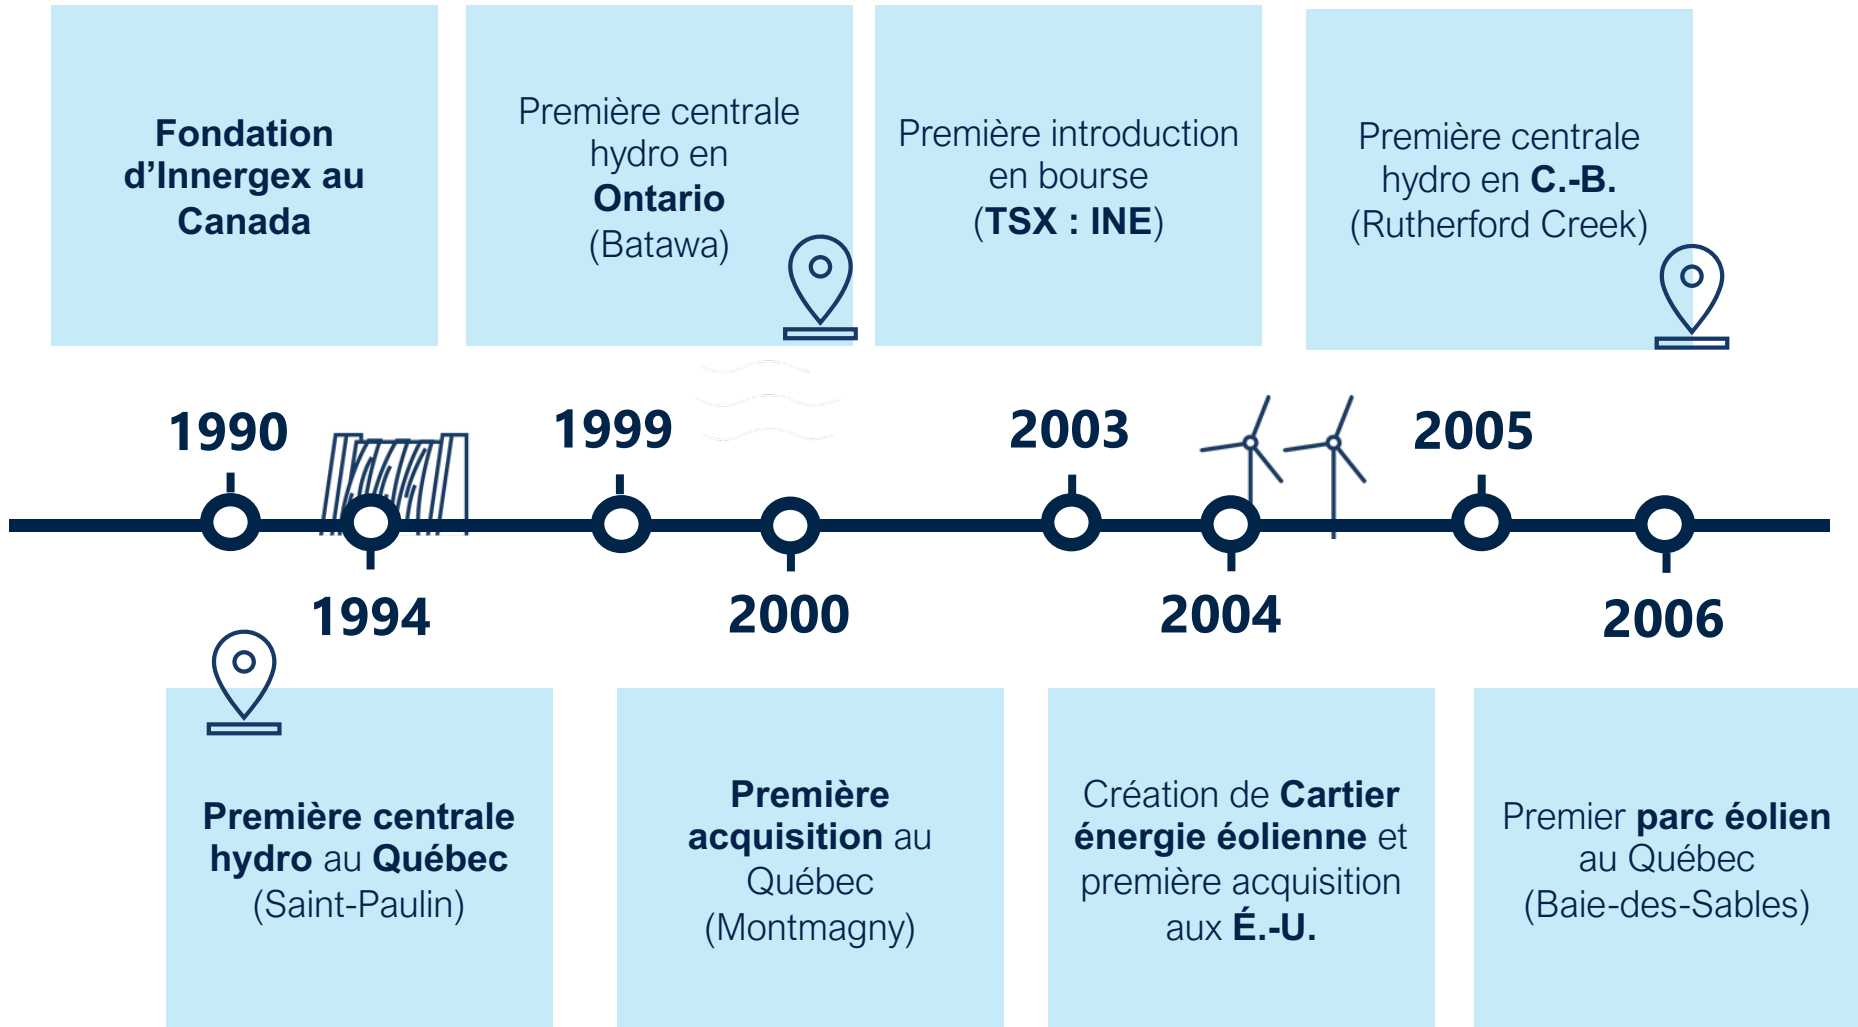 Fondation
d’Innergex au
Canada
Première centrale
hydro en
Ontario
(Batawa)
Première introduction
en bourse
(TSX : INE)
Première centrale
hydro en C.-B.
(Rutherford Creek)
1990
1999
2003
2005
1994
2000
2004
2006
Première centrale
hydro au Québec
(Saint-Paulin)
Première
acquisition au
Québec
(Montmagny)
Création de Cartier
énergie éolienne et
première acquisition
aux É.-U.
Premier parc éolien
au Québec
(Baie-des-Sables)